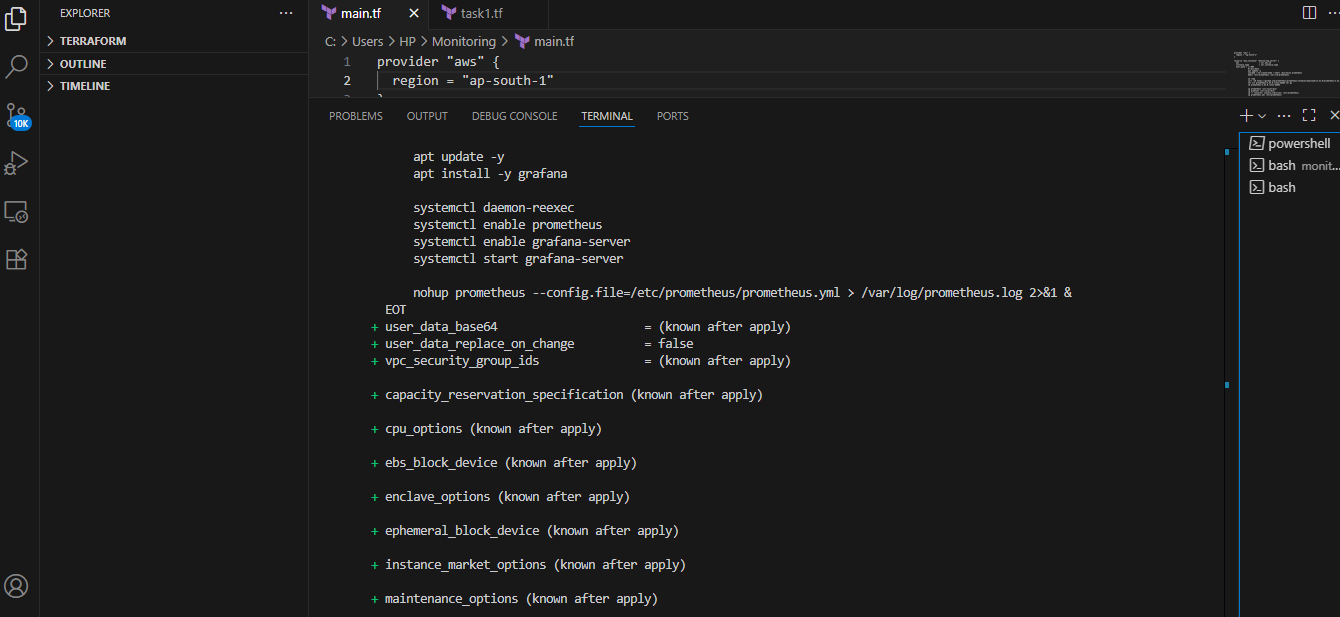 EXPLORER
TERRAFORM
OUTLINE
TIMELINE
10K
main.tf
task1.tf
C: > Users > HP > Monitoring > main.tf
1 provider "aws" {
2 region = "ap-south-1"
PROBLEMS OUTPUT DEBUG CONSOLE TERMINAL PORTS
apt update -y
apt install -y grafana
systemctl daemon-reexec
systemctl enable prometheus
systemctl enable grafana-server
systemctl start grafana-server
nohup prometheus --config.file=/etc/prometheus/prometheus.yml > /var/log/prometheus.log 2>&1 &
EOT
+ user_data_base64 = (known after apply)
+ user_data_replace_on_change = false
+ vpc_security_group_ids = (known after apply)
+ capacity_reservation_specification (known after apply)
+ cpu_options (known after apply)
+ ebs_block_device (known after apply)
+ enclave_options (known after apply)
+ ephemeral_block_device (known after apply)
+ instance_market_options (known after apply)
+ maintenance_options (known after apply)
powershell
bash monit...
bash